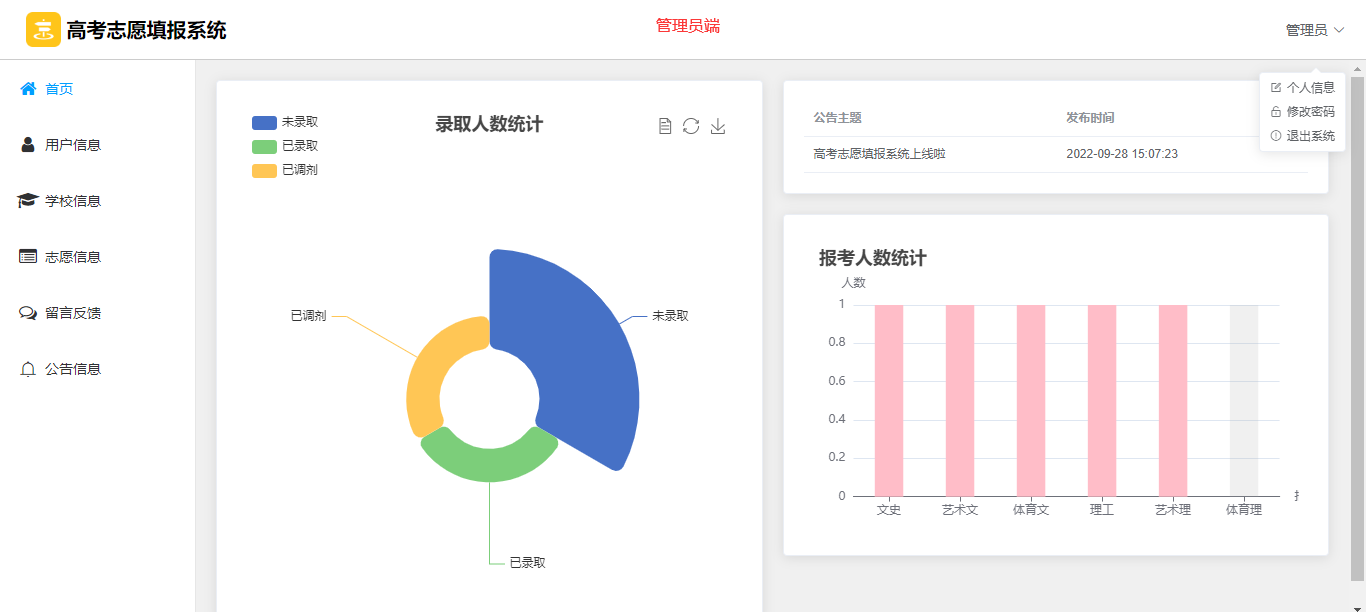 高考志愿填报系统
管理员端
管理员
个人信息
修改密码
退出系统
首页
用户信息
学校信息
志愿信息
留言反馈
公告信息
未录取
已录取
已调剂
录取人数统计
已调剂
未录取
已录取
公告主题 发布时间
高考志愿填报系统上线啦 2022-09-28 15:07:23
报考人数统计
人数
1
0.8
0.6
0.4
0.2
0
文史 艺术文 体育文 理工 艺术理 体育理